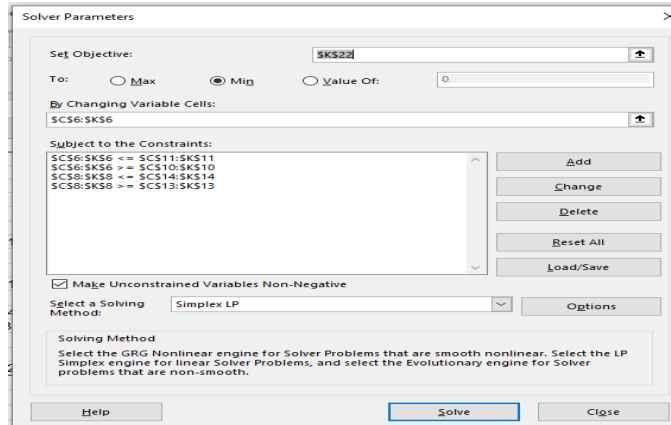 Solver Parameters
Set Objective: $K$22
To: Max Min Value Of: 0
By Changing Variable Cells:
$C$6:$K$6
Subject to the Constraints:
$C$6:$K$6 <= $C$11:$K$11
$C$6:$K$6 >= $C$10:$K$10
$C$8:$K$8 <= $C$14:$K$14
$C$8:$K$8 >= $C$13:$K$13
Add
Change
Delete
Reset All
Load/Save
Make Unconstrained Variables Non-Negative
Select a Solving Method: Simplex LP Options
Solving Method
Select the GRG Nonlinear engine for Solver Problems that are smooth nonlinear. Select the LP
Simplex engine for linear Solver Problems, and select the Evolutionary engine for Solver
problems that are non-smooth.
Help Solve Close